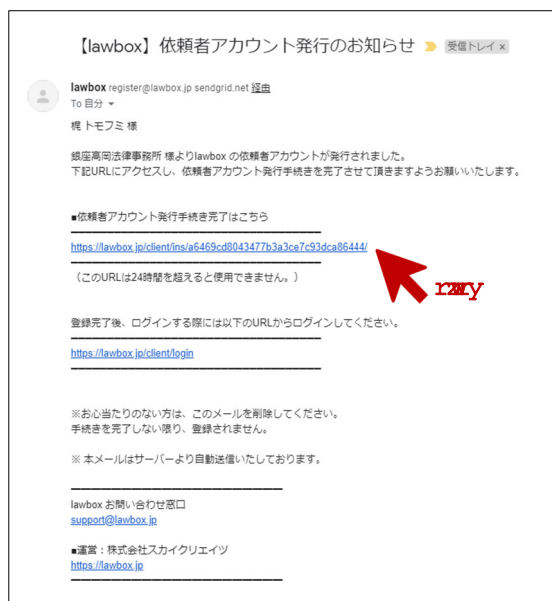 【lawbox】依頼者アカウント発行のお知らせ 受信トレイ ×
lawbox register@lawbox.jp sendgrid.net 経由
To 自分
梶 トモフミ 様
銀座高岡法律事務所 様よりlawbox の依頼者アカウントが発行されました。
下記URLにアクセスし、依頼者アカウント発行手続きを完了させて頂きますようお願いいたします。
■依頼者アカウント発行手続き完了はこちら
https://lawbox.jp/client/ins/a6469cd8043477b3a3ce7c93dca86444/
（このURLは24時間を超えると使用できません。）
登録完了後、ログインする際には以下のURLからログインしてください。
https://lawbox.jp/client/login
※お心当たりのない方は、このメールを削除してください。
手続きを完了しない限り、登録されません。
※ 本メールはサーバーより自動送信いたしております。
lawbox お問い合わせ窓口
support@lawbox.jp
■運営：株式会社スカイクリエイツ
https://lawbox.jp